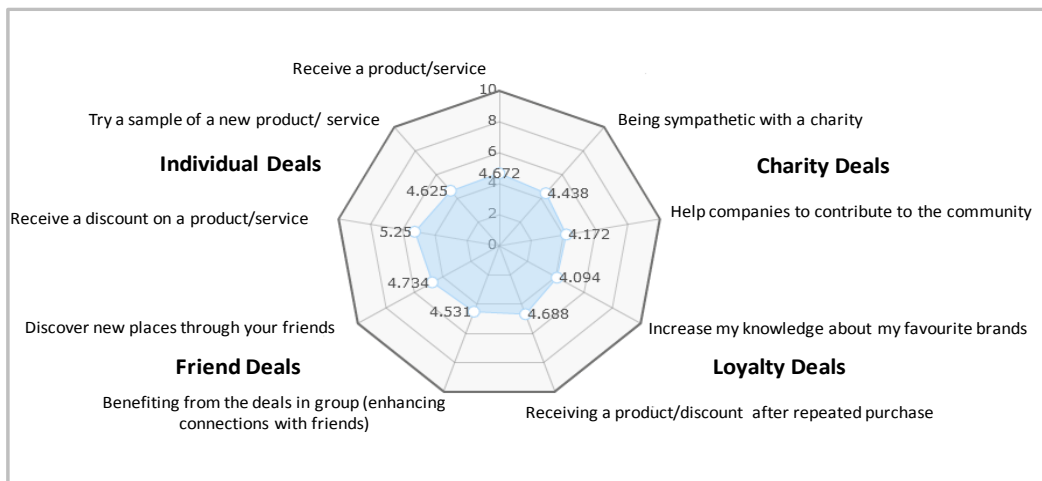 Receive a product/service
10
Try a sample of a new product/ service
Being sympathetic with a charity
8
6
Individual Deals
Charity Deals
4.672
4
4.625
4.438
Receive a discount on a product/service
Help companies to contribute to the community
2
5.25
4.172
0
4.734
4.094
Discover new places through your friends
4.531
4.688
Increase my knowledge about my favourite brands
Friend Deals
Loyalty Deals
Benefiting from the deals in group (enhancing
connections with friends)
Receiving a product/discount after repeated purchase